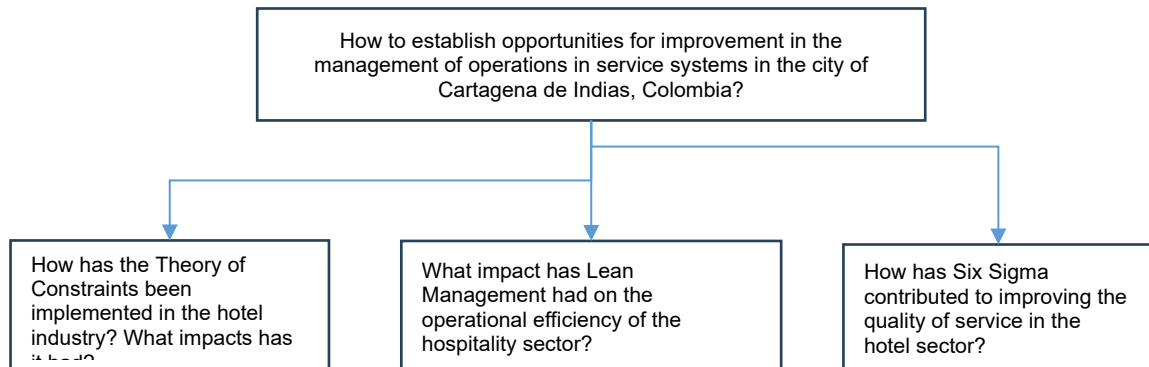 How to establish opportunities for improvement in the
management of operations in service systems in the city of
Cartagena de Indias, Colombia?
How has the Theory of
Constraints been
implemented in the hotel
industry? What impacts has
it had?
What impact has Lean
Management had on the
operational efficiency of the
hospitality sector?
How has Six Sigma
contributed to improving the
quality of service in the
hotel sector?